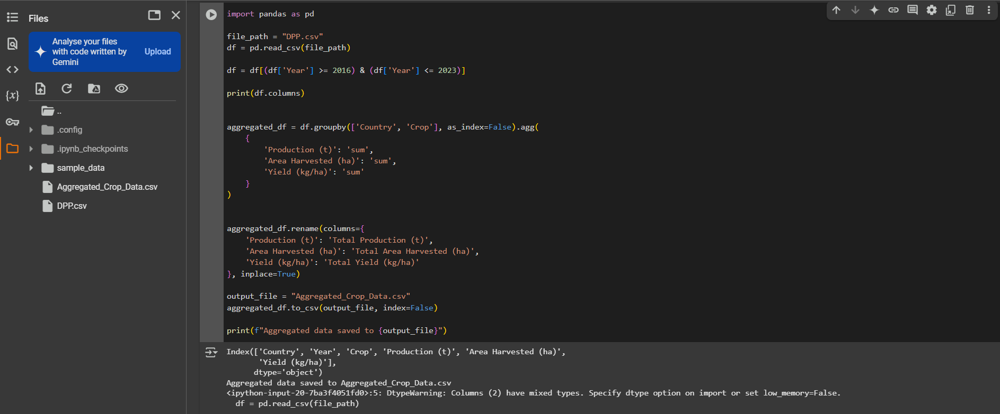 Files
Analyse your files
with code written by
Gemini
Upload
..
.config
.ipynb_checkpoints
sample_data
Aggregated_Crop_Data.csv
DPP.csv
{x}
import pandas as pd
file_path = "DPP.csv"
df = pd.read_csv(file_path)
df = df[(df['Year'] >= 2016) & (df['Year'] <= 2023)]
print(df.columns)
aggregated_df = df.groupby(['Country', 'Crop'], as_index=False).agg(
    {
        'Production (t)': 'sum',
        'Area Harvested (ha)': 'sum',
        'Yield (kg/ha)': 'sum'
    }
)
aggregated_df.rename(columns={
    'Production (t)': 'Total Production (t)',
    'Area Harvested (ha)': 'Total Area Harvested (ha)',
    'Yield (kg/ha)': 'Total Yield (kg/ha)'
}, inplace=True)
output_file = "Aggregated_Crop_Data.csv"
aggregated_df.to_csv(output_file, index=False)
print(f"Aggregated data saved to {output_file}")
Index(['Country', 'Year', 'Crop', 'Production (t)', 'Area Harvested (ha)',
       'Yield (kg/ha)'],
      dtype='object')
Aggregated data saved to Aggregated_Crop_Data.csv
<ipython-input-20-7ba3f4051fd0>:5: DtypeWarning: Columns (2) have mixed types. Specify dtype option on import or set low_memory=False.
  df = pd.read_csv(file_path)